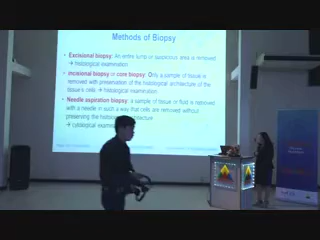 Methods of Biopsy
• Excisional biopsy: An entire lump or suspicious area is removed
→ histological examination
• Incisional biopsy or core biopsy: Only a sample of tissue is
removed with preservation of the histological architecture of the
tissue's cells → histological examination
• Needle aspiration biopsy: a sample of tissue or fluid is removed
with a needle in such a way that cells are removed without
preserving the histological architecture
→ cytological